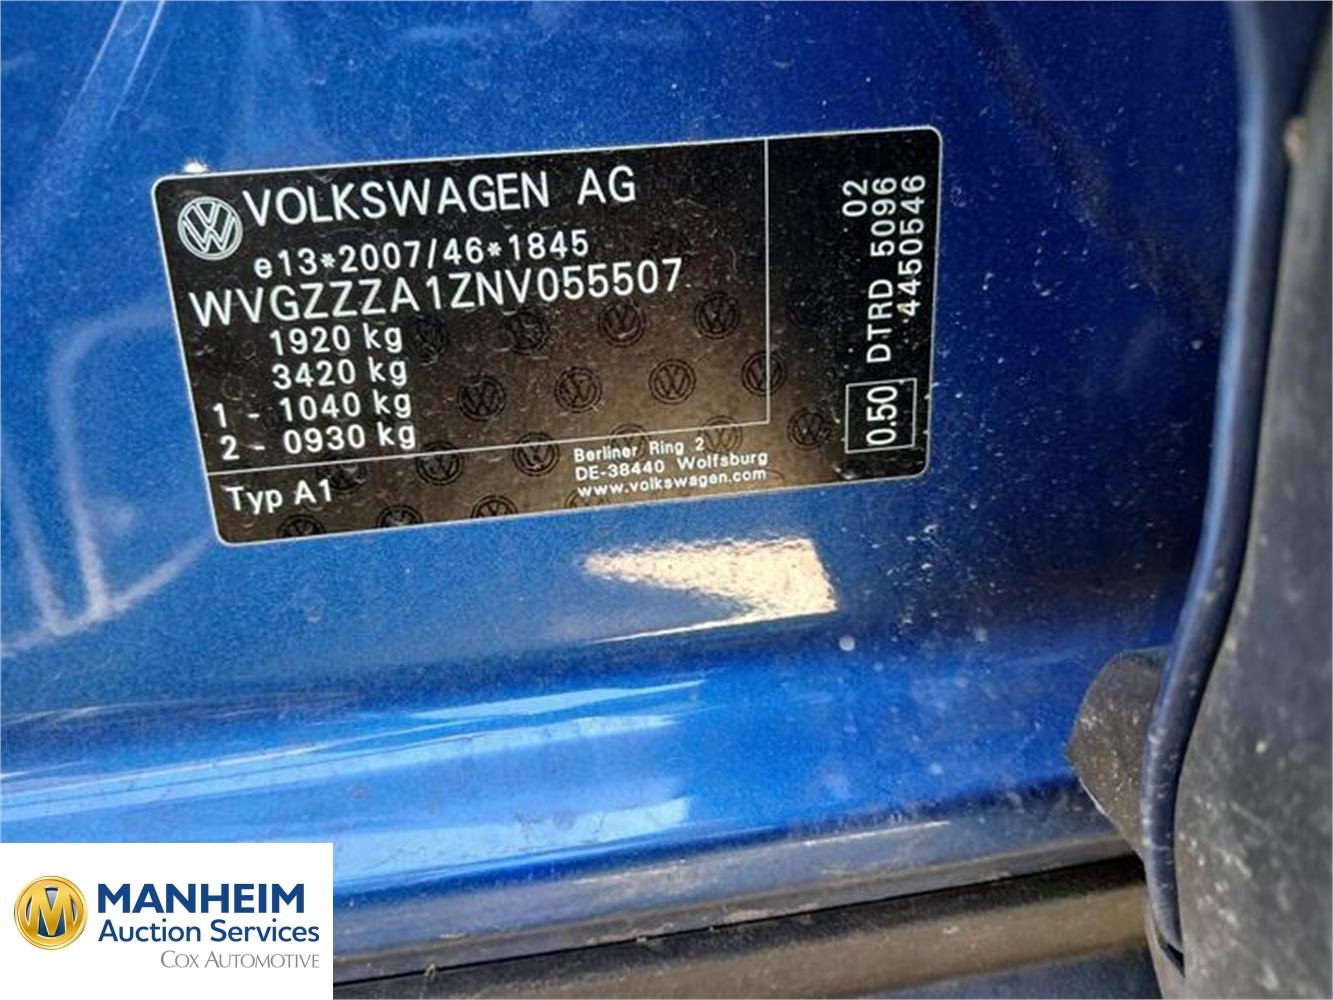 VOLKSWAGEN AG
e13*2007/46*1845
WVGZZZA1ZNV055507
1920 kg
3420 kg
1 - 1040 kg
2 - 0930 kg
Typ A1
Berliner Ring 2
DE-38440 Wolfsburg
www.volkswagen.com
02
0.50 DTRD 5096
4450546
MANHEIM
Auction Services
COX AUTOMOTIVE